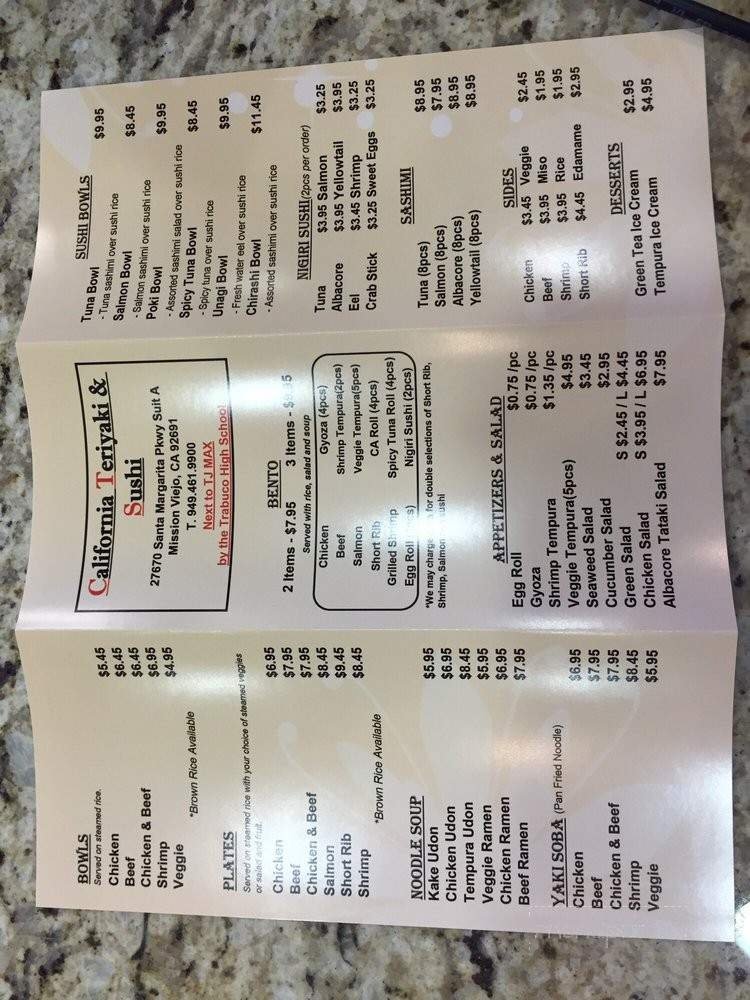 BOWLS
Served on steamed rice.
Chicken $5.45
Beef $6.45
Chicken & Beef $6.45
Shrimp $6.95
Veggie $4.95
*Brown Rice Available
PLATES
Served on steamed rice with your choice of steamed veggies
or salad and fruit.
Chicken $6.95
Beef $7.95
Chicken & Beef $7.95
Salmon $8.45
Short Rib $9.45
Shrimp $8.45
*Brown Rice Available
NOODLE SOUP
Kake Udon $5.95
Chicken Udon $6.95
Tempura Udon $8.45
Veggie Ramen $5.95
Chicken Ramen $6.95
Beef Ramen $7.95
YAKI SOBA (Pan Fried Noodle)
Chicken $6.95
Beef $7.95
Chicken & Beef $7.95
Shrimp $8.45
Veggie $5.95
California Teriyaki &
Sushi
27670 Santa Margarita Pkwy Suit A
Mission Viejo, CA 92691
T. 949.461.9900
Next to TJ MAX
by the Trabuco High School
BENTO
2 Items - $7.95 3 Items -
Served with rice, salad and soup
Chicken Gyoza (4pcs)
Beef Shrimp Tempura(2pcs)
Salmon Veggie Tempura(5pcs)
Short Rib CA Roll (4pcs)
Grilled Shrimp Spicy Tuna Roll (4pcs)
Egg Roll Nigiri Sushi (2pcs)
*We may charge for double selections of Short Rib,
Shrimp, Salmon
APPETIZERS & SALAD
Egg Roll $0.75 /pc
Gyoza $0.75 /pc
Shrimp Tempura $1.35 /pc
Veggie Tempura(5pcs) $4.95
Seaweed Salad $3.45
Cucumber Salad $2.95
Green Salad S $2.45 / L $4.45
Chicken Salad S $3.95 / L $6.95
Albacore Tataki Salad $7.95
SUSHI BOWLS
Tuna Bowl $9.95
- Tuna sashimi over sushi rice
Salmon Bowl $8.45
- Salmon sashimi over sushi rice
Poki Bowl $9.95
- Assorted sashimi salad over sushi rice
Spicy Tuna Bowl $8.45
- Spicy tuna over sushi rice
Unagi Bowl $9.95
- Fresh water eel over sushi rice
Chirashi Bowl $11.45
- Assorted sashimi over sushi rice
NIGIRI SUSHI(2pcs per order)
Tuna $3.95 Salmon $3.25
Albacore $3.95 Yellowtail $3.95
Eel $3.45 Shrimp $3.25
Crab Stick $3.25 Sweet Eggs $3.25
SASHIMI
Tuna (8pcs) $8.95
Salmon (8pcs) $7.95
Albacore (8pcs) $8.95
Yellowtail (8pcs) $8.95
SIDES
Chicken $3.45 Veggie $2.45
Beef $3.95 Miso $1.95
Shrimp $3.95 Rice $1.95
Short Rib $4.45 Edamame $2.95
DESSERTS
Green Tea Ice Cream $2.95
Tempura Ice Cream $4.95